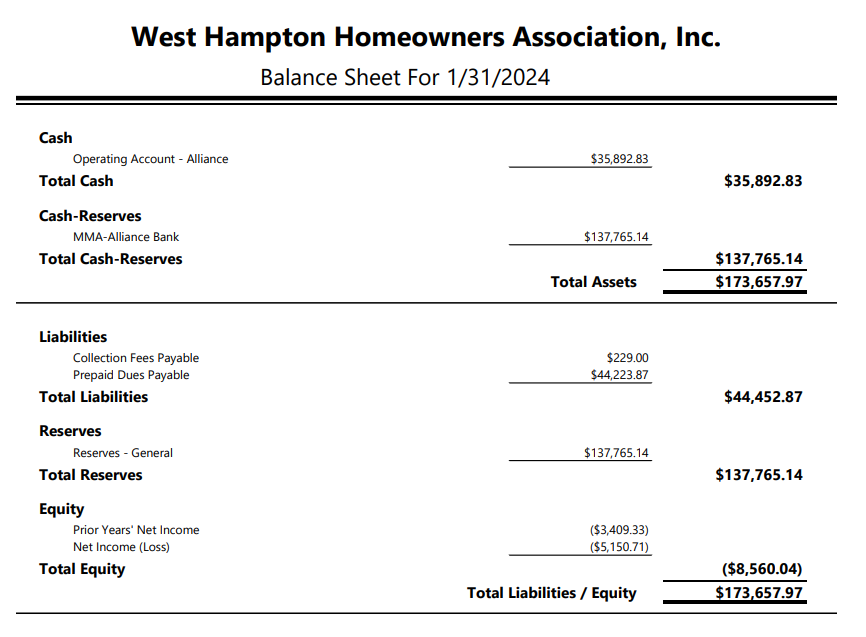 West Hampton Homeowners Association, Inc.
Balance Sheet For 1/31/2024
Cash
Operating Account - Alliance $35,892.83
Total Cash $35,892.83
Cash-Reserves
MMA-Alliance Bank $137,765.14
Total Cash-Reserves $137,765.14
Total Assets $173,657.97
Liabilities
Collection Fees Payable $229.00
Prepaid Dues Payable $44,223.87
Total Liabilities $44,452.87
Reserves
Reserves - General $137,765.14
Total Reserves $137,765.14
Equity
Prior Years' Net Income ($3,409.33)
Net Income (Loss) ($5,150.71)
Total Equity ($8,560.04)
Total Liabilities / Equity $173,657.97